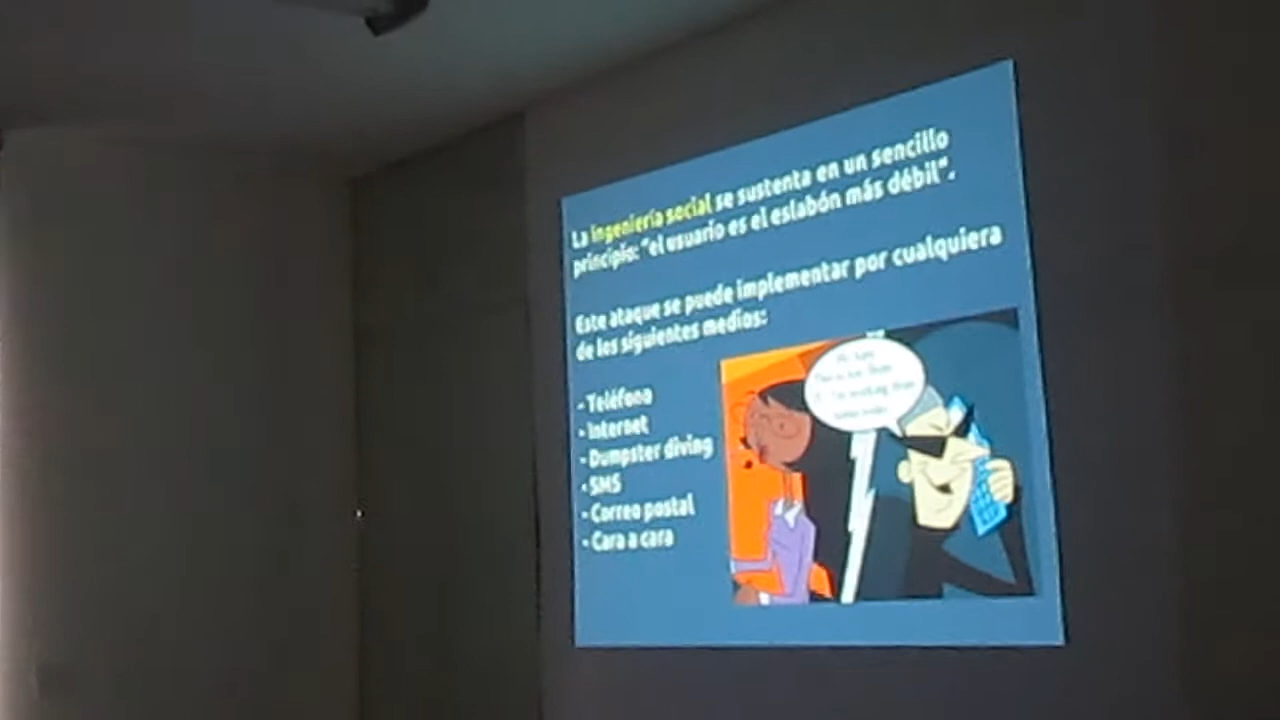 La ingeniería social se sustenta en un sencillo
principio: "el usuario es el eslabón más débil".
Este ataque se puede implementar por cualquiera
de los siguientes medios:
- Teléfono
- Internet
- Dumpster diving
- SMS
- Correo postal
- Cara a cara